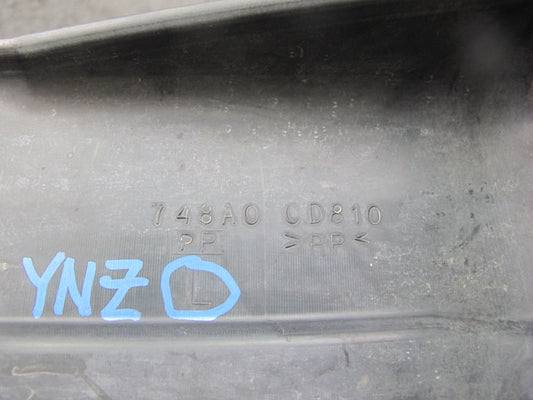 748A0 CD810
PP >PP<
YNZ L